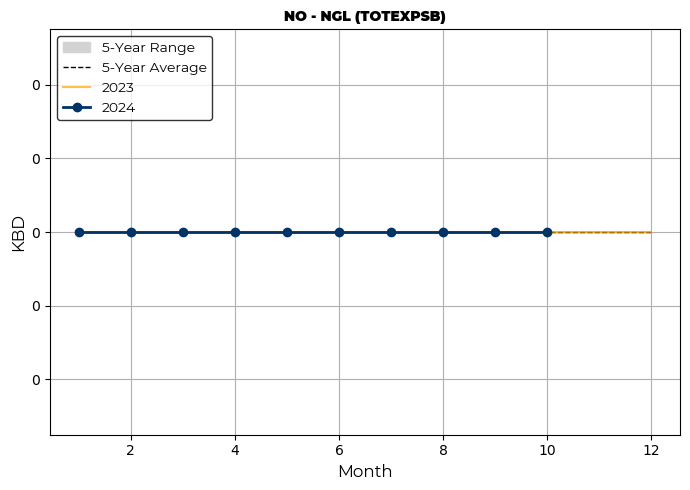 NO - NGL (TOTEXPSB)
5-Year Range
5-Year Average
2023
2024
0
0
0
0
0
KBD
2 4 6 8 10 12
Month